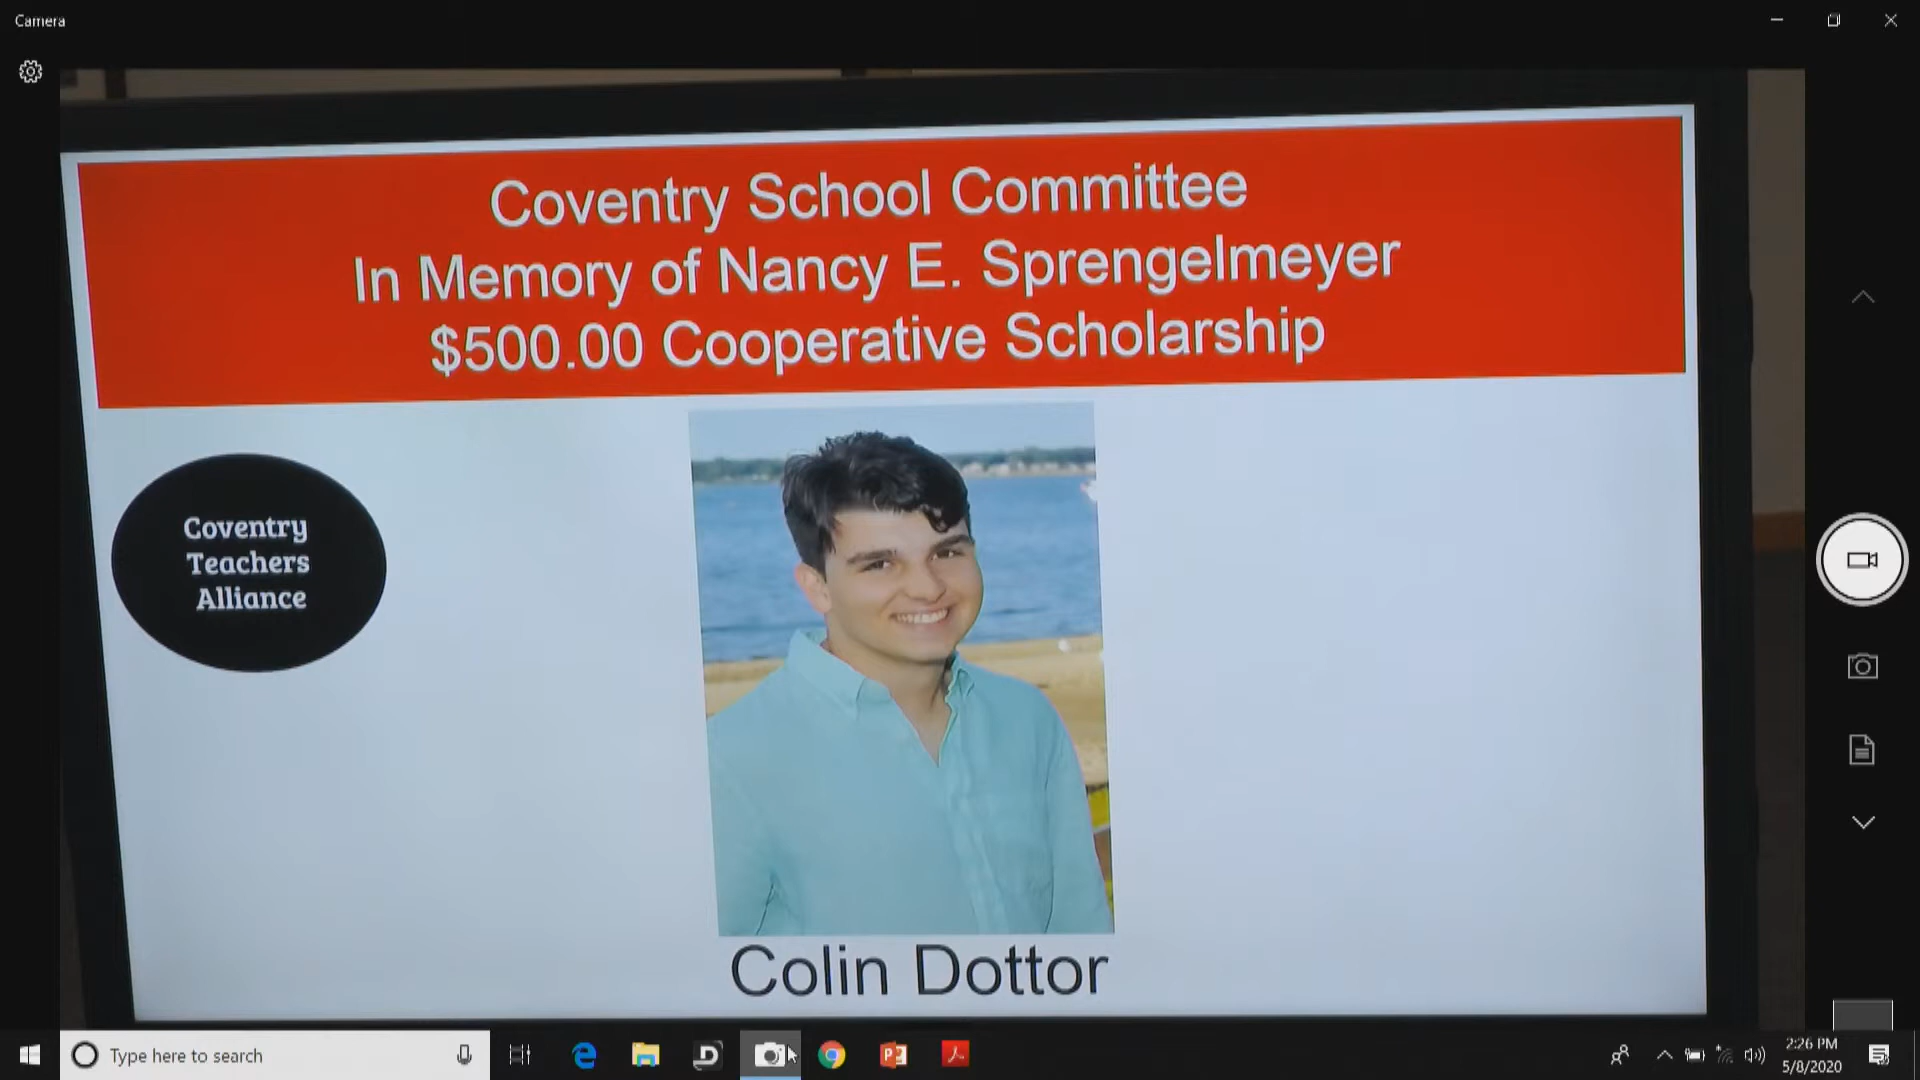 Camera
Coventry School Committee
In Memory of Nancy E. Sprengelmeyer
$500.00 Cooperative Scholarship
Coventry
Teachers
Alliance
Colin Dottor
Type here to search
2:26 PM
5/8/2020